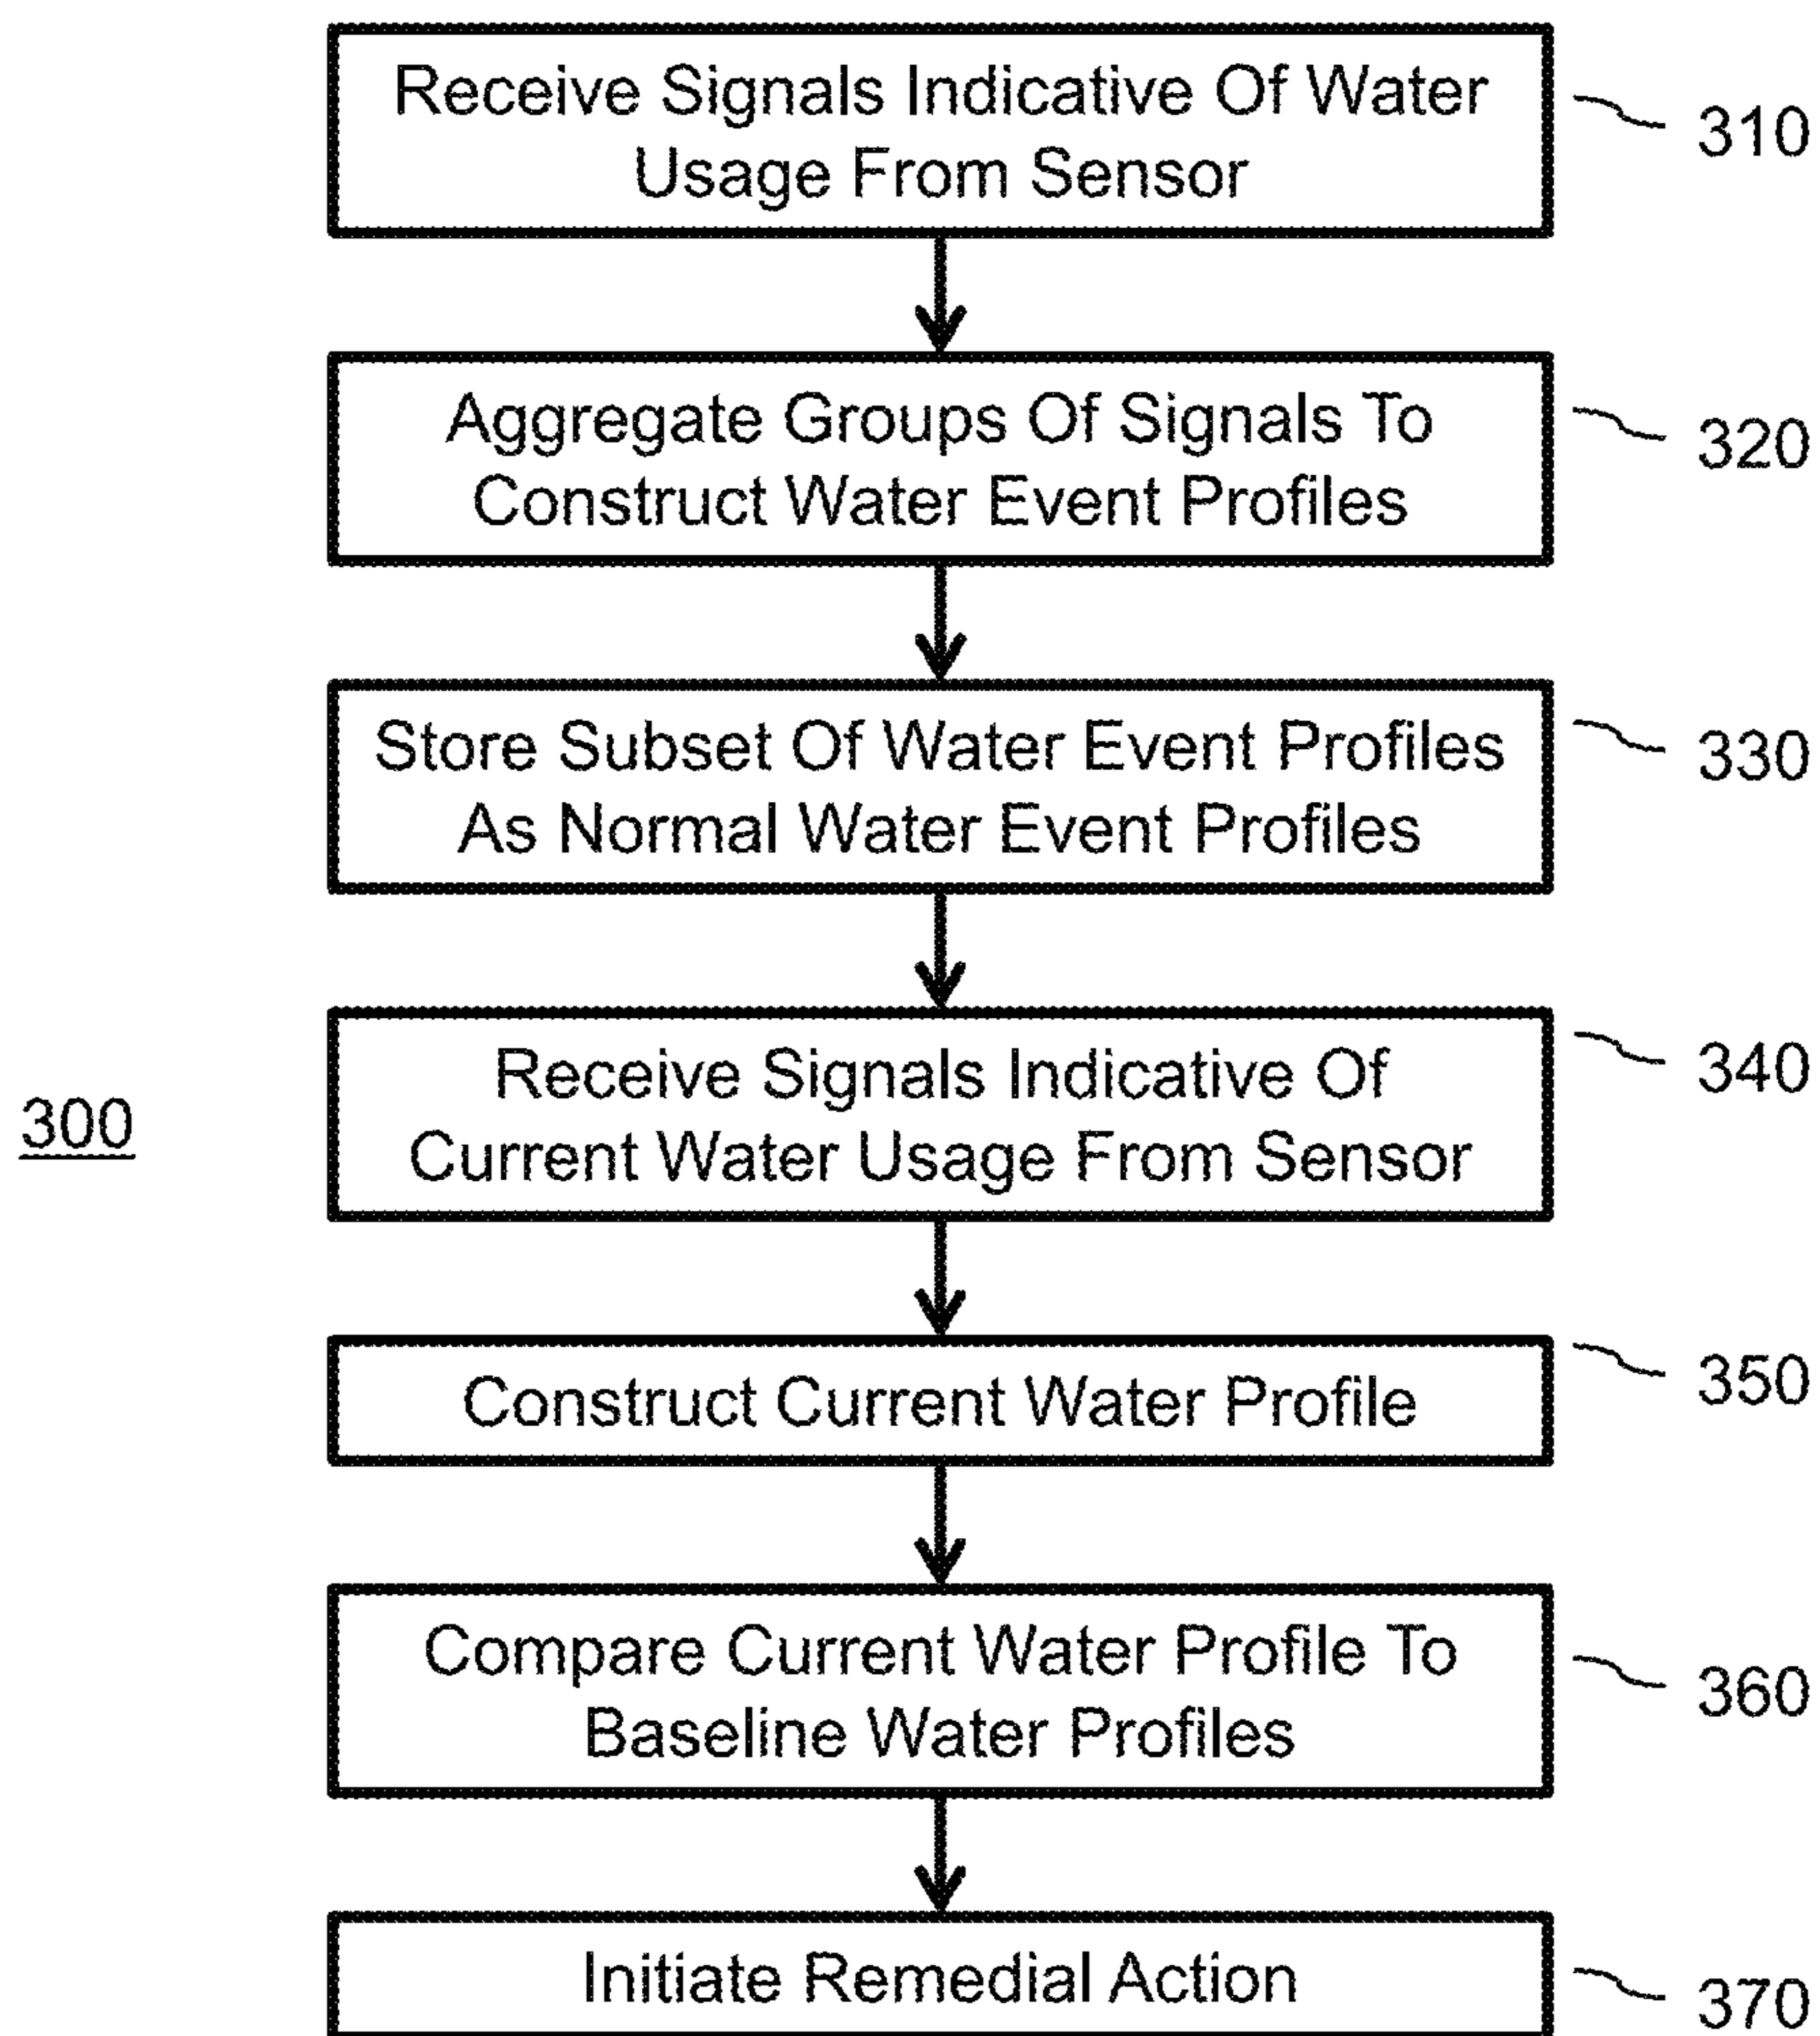 Receive Signals Indicative Of Water
Usage From Sensor
310
Aggregate Groups Of Signals To
Construct Water Event Profiles
320
Store Subset Of Water Event Profiles
As Normal Water Event Profiles
330
Receive Signals Indicative Of
Current Water Usage From Sensor
340
300
Construct Current Water Profile
350
Compare Current Water Profile To
Baseline Water Profiles
360
Initiate Remedial Action
370